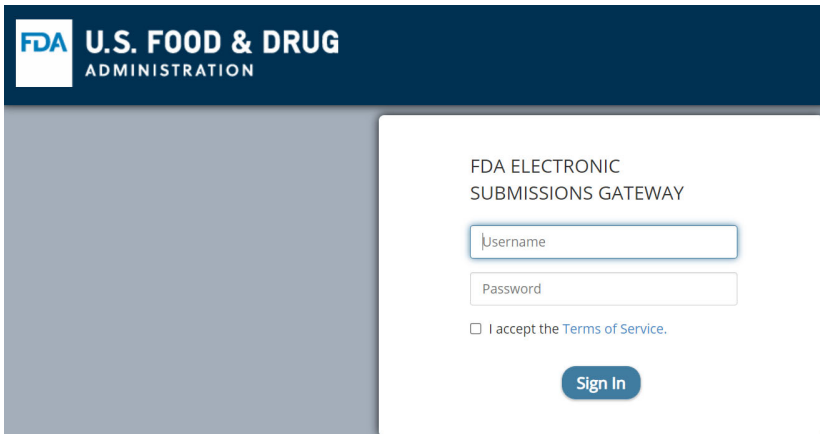 FDA U.S. FOOD & DRUG
ADMINISTRATION
FDA ELECTRONIC
SUBMISSIONS GATEWAY
Username
Password
I accept the Terms of Service.
Sign In